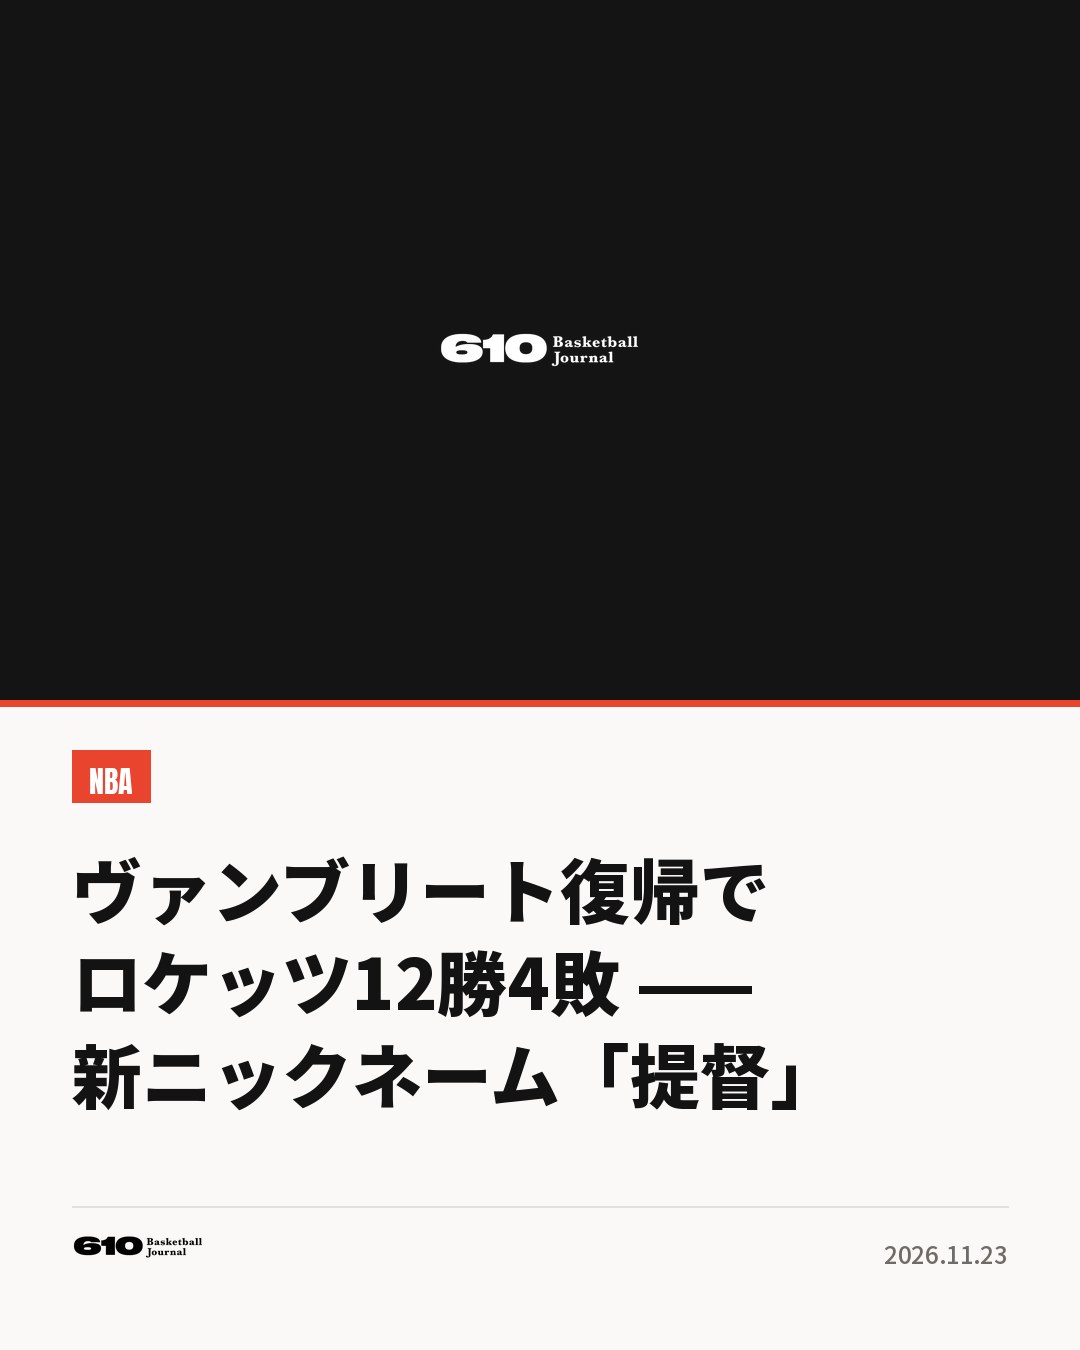 610 Basketball
Journal
NBA
ヴァンブリート復帰で
ロケッツ12勝4敗 ——
新ニックネーム「提督」
610 Basketball
Journal
2026.11.23